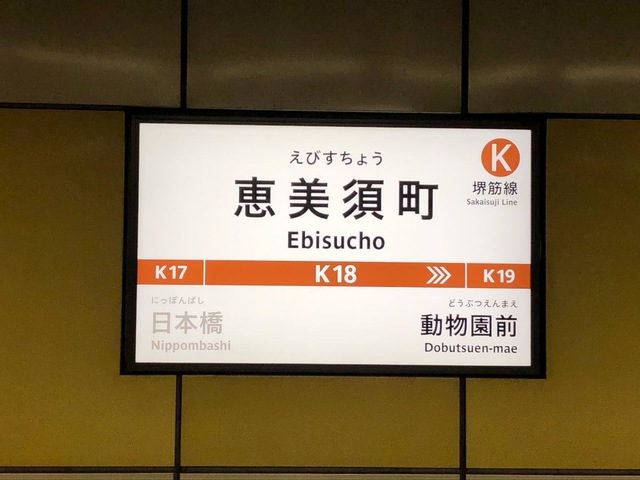 えびすちょう
恵美須町
Ebisucho
K
堺筋線
Sakaisuji Line
K17
K18
K19
にっぽんばし
日本橋
Nippombashi
どうぶつえんまえ
動物園前
Dobutsuen-mae